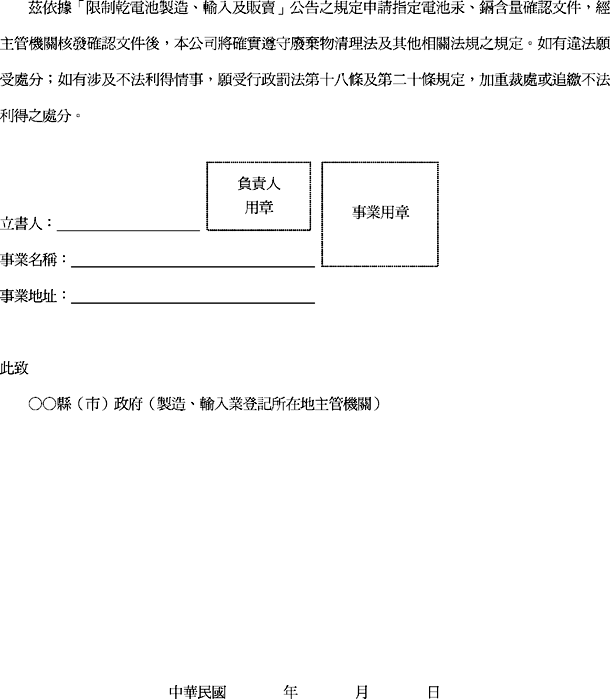 茲依據「限制乾電池製造、輸入及販賣」公告之規定申請指定電池汞、鎘含量確認文件，經
主管機關核發確認文件後，本公司將確實遵守廢棄物清理法及其他相關法規之規定。如有違法願
受處分；如有涉及不法利得情事，願受行政罰法第十八條及第二十條規定，加重裁處或追繳不法
利得之處分。
負責人
用章
事業用章
立書人：
事業名稱：
事業地址：
此致
○○縣（市）政府（製造、輸入業登記所在地主管機關）
中華民國 年 月 日